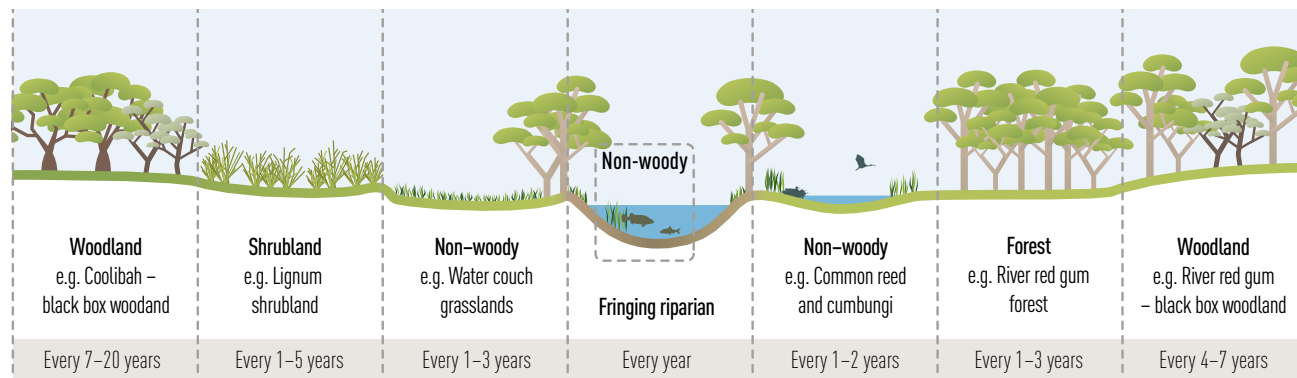 Non-woody
Woodland
e.g. Coolibah –
black box woodand
Shrubland
e.g. Lignum
shrubland
Non–woody
e.g. Water couch
grasslands
Fringing riparian
Non–woody
e.g. Common reed
and cumbungi
Forest
e.g. River red gum
forest
Woodland
e.g. River red gum
– black box woodland
Every 7–20 years
Every 1–5 years
Every 1–3 years
Every year
Every 1–2 years
Every 1–3 years
Every 4–7 years